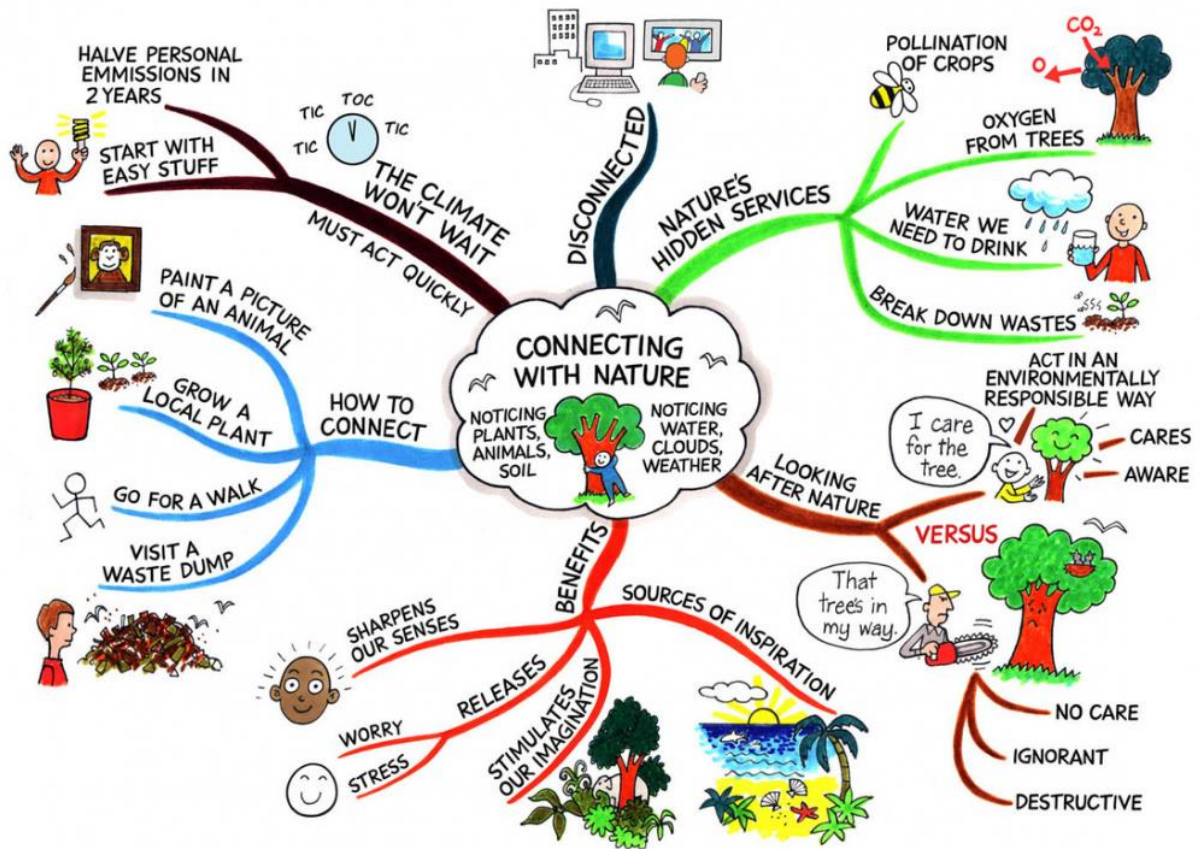 CONNECTING
WITH NATURE
NOTICING
PLANTS,
ANIMALS,
SOIL
NOTICING
WATER,
CLOUDS,
WEATHER
DISCONNECTED
NATURE'S
HIDDEN SERVICES
POLLINATION
OF CROPS
CO₂
O
OXYGEN
FROM TREES
WATER WE
NEED TO DRINK
BREAK DOWN WASTES
LOOKING
AFTER NATURE
ACT IN AN
ENVIRONMENTALLY
RESPONSIBLE WAY
I care
for the
tree.
CARES
AWARE
VERSUS
That
tree's in
my way.
NO CARE
IGNORANT
DESTRUCTIVE
BENEFITS
SOURCES OF INSPIRATION
STIMULATES
OUR IMAGINATION
RELEASES
WORRY
STRESS
SHARPENS
OUR SENSES
HOW TO
CONNECT
PAINT A PICTURE
OF AN ANIMAL
GROW A
LOCAL PLANT
GO FOR A WALK
VISIT A
WASTE DUMP
THE CLIMATE
WON'T WAIT
MUST ACT QUICKLY
TIC
TIC
TOC
TIC
HALVE PERSONAL
EMMISSIONS IN
2 YEARS
START WITH
EASY STUFF